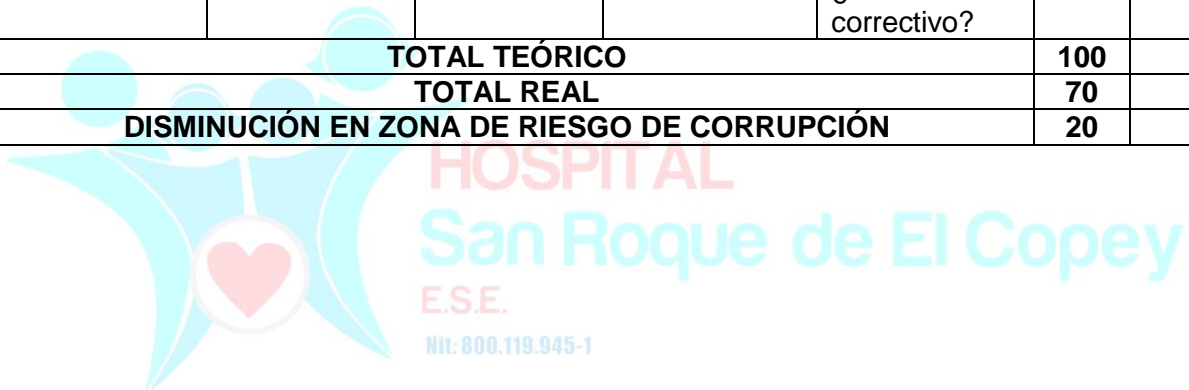 correctivo?
TOTAL TEÓRICO 100
TOTAL REAL 70
DISMINUCIÓN EN ZONA DE RIESGO DE CORRUPCIÓN 20
HOSPITAL
San Roque de El Copey
E.S.E.
Nit: 800.119.945-1